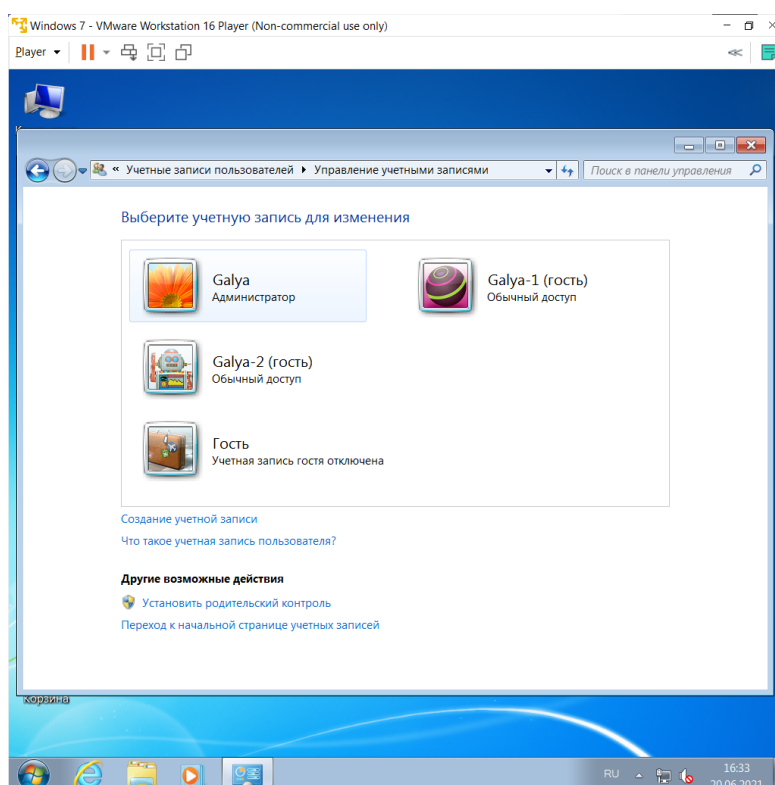 Windows 7 - VMware Workstation 16 Player (Non-commercial use only)
Player
« Учетные записи пользователей Управление учетными записями Поиск в панели управления
Выберите учетную запись для изменения
Galya
Администратор
Galya-1 (гость)
Обычный доступ
Galya-2 (гость)
Обычный доступ
Гость
Учетная запись гостя отключена
Создание учетной записи
Что такое учетная запись пользователя?
Другие возможные действия
Установить родительский контроль
Переход к начальной странице учетных записей
Корзина
RU 16:33
20.06.2021